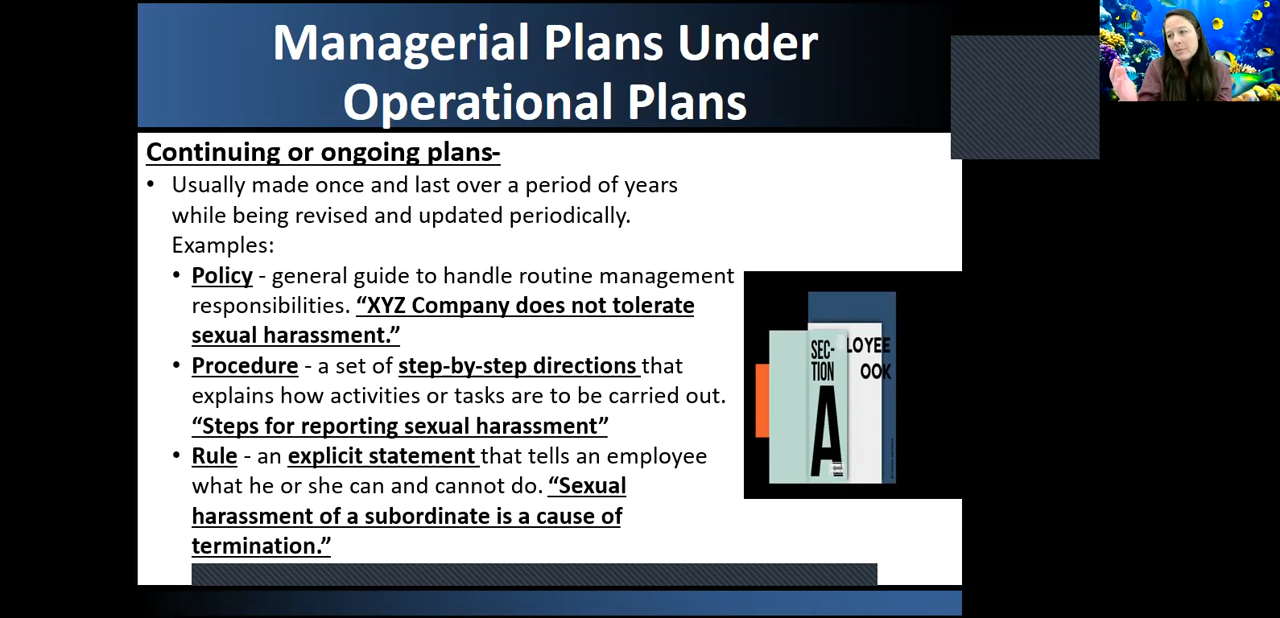 Managerial Plans Under
Operational Plans
Continuing or ongoing plans-
• Usually made once and last over a period of years
while being revised and updated periodically.
Examples:
• Policy - general guide to handle routine management
responsibilities. “XYZ Company does not tolerate
sexual harassment.”
• Procedure - a set of step-by-step directions that
explains how activities or tasks are to be carried out.
“Steps for reporting sexual harassment”
• Rule - an explicit statement that tells an employee
what he or she can and cannot do. “Sexual
harassment of a subordinate is a cause of
termination.”
SEC-
TION
A
LOYEE
OOK